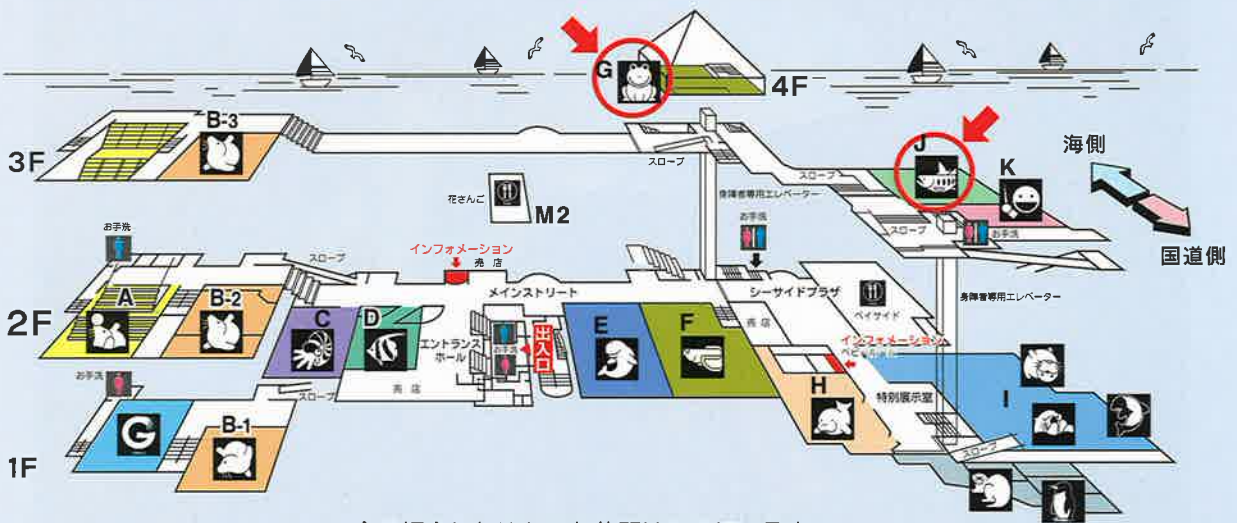 G
4F
B-3
3F
スロープ
J
K
スロープ
海側
国道側
花さんご
M2
身障者専用エレベーター
お手洗
スロープ
お手洗
お手洗
スロープ
インフォメーション
売店
メインストリート
シーサイドプラザ
ベイサイド
身障者専用エレベーター
2F
A
B-2
C
D
エントランスホール
お手洗
出入口
E
F
売店
インフォメーション
お手洗
スロープ
売店
H
特別展示室
I
1F
G
B-1
スロープ